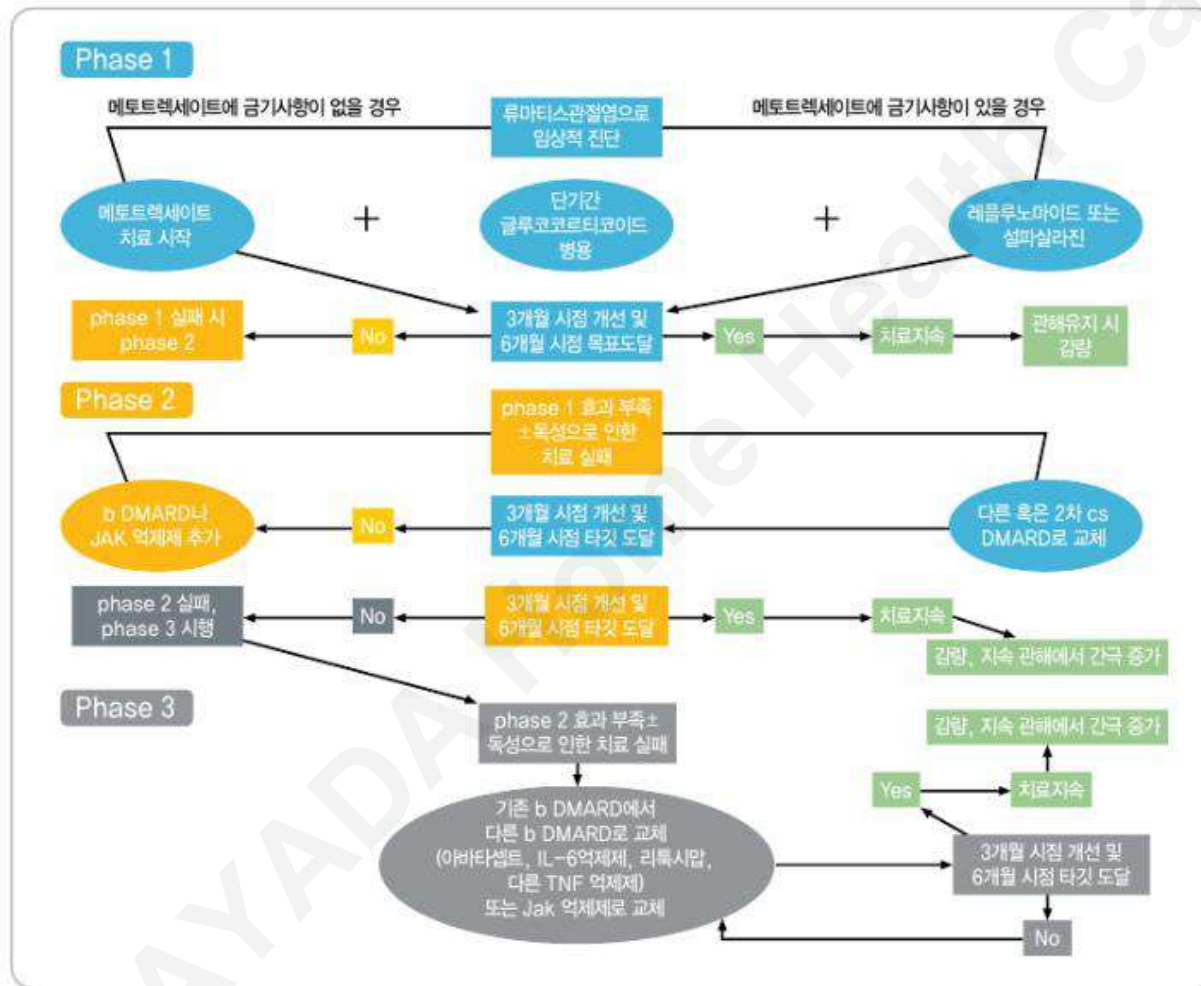 Phase 1
메토트렉세이트에 금기사항이 없을 경우
류마티스관절염으로
임상적 진단
메토트렉세이트에 금기사항이 있을 경우
메토트렉세이트
치료 시작
+
단기간
글루코코르티코이드
병용
+
레플루노마이드 또는
설파살라진
phase 1 실패 시
phase 2
No
3개월 시점 개선 및
6개월 시점 목표도달
Yes
치료지속
관해유지 시
감량
Phase 2
phase 1 효과 부족
±독성으로 인한
치료 실패
b DMARD나
JAK 억제제 추가
No
3개월 시점 개선 및
6개월 시점 타깃 도달
다른 혹은 2차 cs
DMARD로 교체
phase 2 실패,
phase 3 시행
No
3개월 시점 개선 및
6개월 시점 타깃 도달
Yes
치료지속
감량, 지속 관해에서 간극 증가
Phase 3
phase 2 효과 부족±
독성으로 인한 치료 실패
감량, 지속 관해에서 간극 증가
Yes
치료지속
기존 b DMARD에서
다른 b DMARD로 교체
(아바타셉트, IL-6억제제, 리툭시맙,
다른 TNF 억제제)
또는 Jak 억제제로 교체
3개월 시점 개선 및
6개월 시점 타깃 도달
No
AYADA Home Health Ca